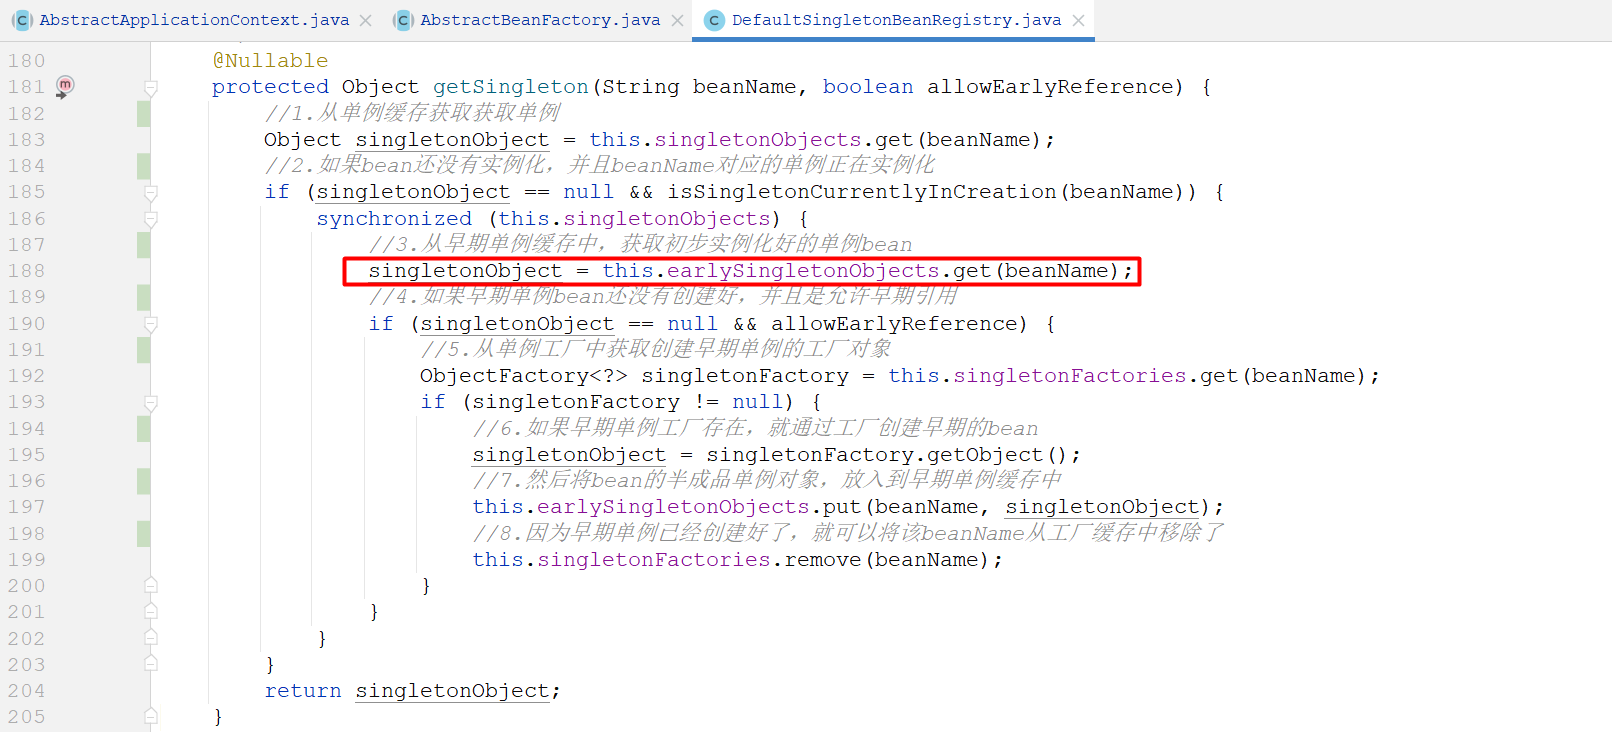 AbstractApplicationContext.java AbstractBeanFactory.java DefaultSingletonBeanRegistry.java
180 @Nullable
181 protected Object getSingleton(String beanName, boolean allowEarlyReference) {
182 //1.从单例缓存获取获取单例
183 Object singletonObject = this.singletonObjects.get(beanName);
184 //2.如果bean还没有实例化，并且beanName对应的单例正在实例化
185 if (singletonObject == null && isSingletonCurrentlyInCreation(beanName)) {
186 synchronized (this.singletonObjects) {
187 //3.从早期单例缓存中，获取初步实例化好的单例bean
188 singletonObject = this.earlySingletonObjects.get(beanName);
189 //4.如果早期单例bean还没有创建好，并且是允许早期引用
190 if (singletonObject == null && allowEarlyReference) {
191 //5.从单例工厂中获取创建早期单例的工厂对象
192 ObjectFactory<?> singletonFactory = this.singletonFactories.get(beanName);
193 if (singletonFactory != null) {
194 //6.如果早期单例工厂存在，就通过工厂创建早期的bean
195 singletonObject = singletonFactory.getObject();
196 //7.然后将bean的半成品单例对象，放入到早期单例缓存中
197 this.earlySingletonObjects.put(beanName, singletonObject);
198 //8.因为早期单例已经创建好了，就可以将该beanName从工厂缓存中移除了
199 this.singletonFactories.remove(beanName);
200 }
201 }
202 }
203 }
204 return singletonObject;
205 }